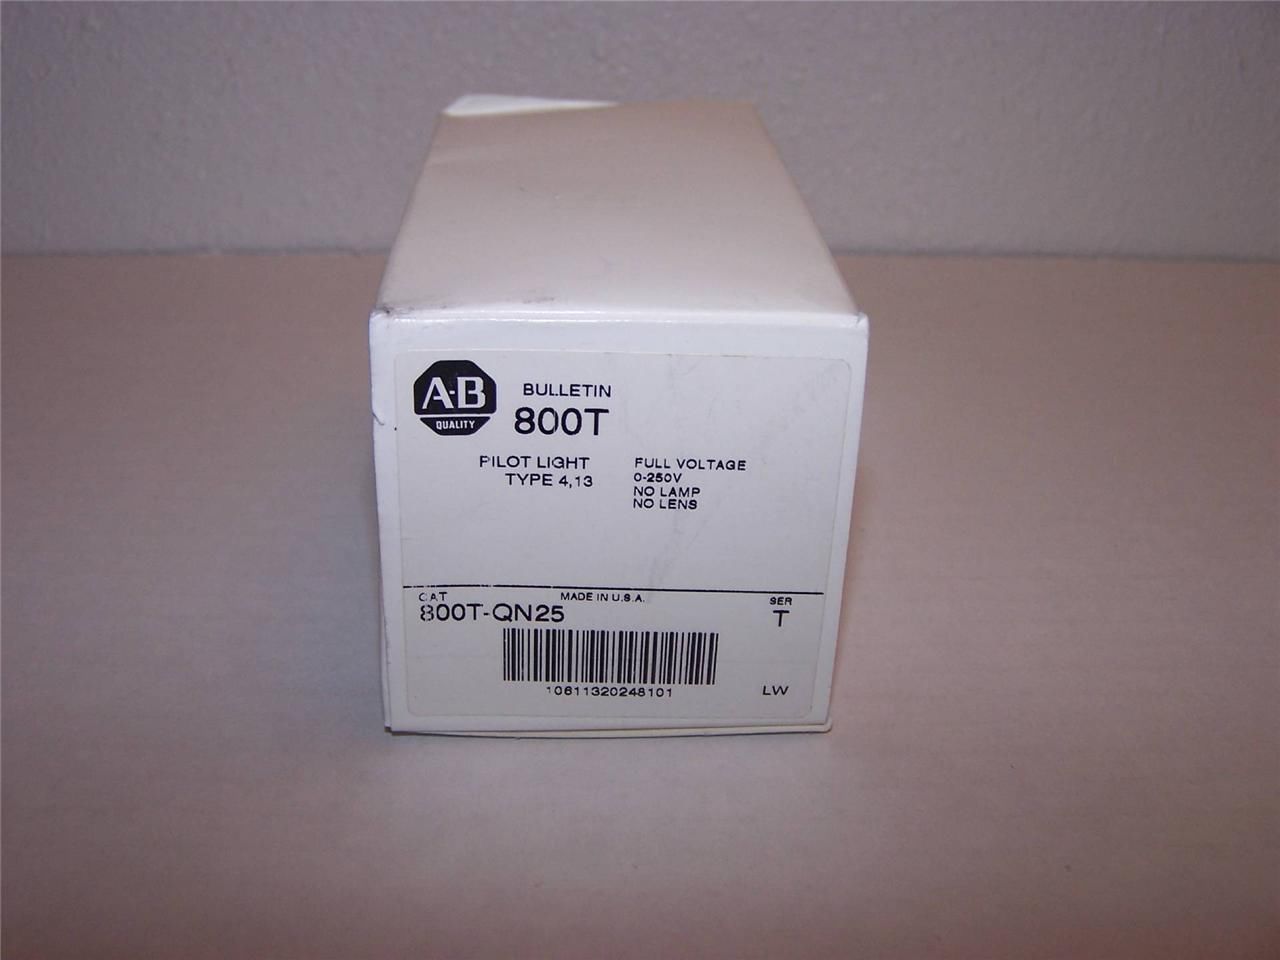 A-B
QUALITY
BULLETIN
800T
PILOT LIGHT
TYPE 4,13
FULL VOLTAGE
0-250V
NO LAMP
NO LENS
CAT
MADE IN U.S.A.
SER
800T-QN25
T
10611320248101
LW